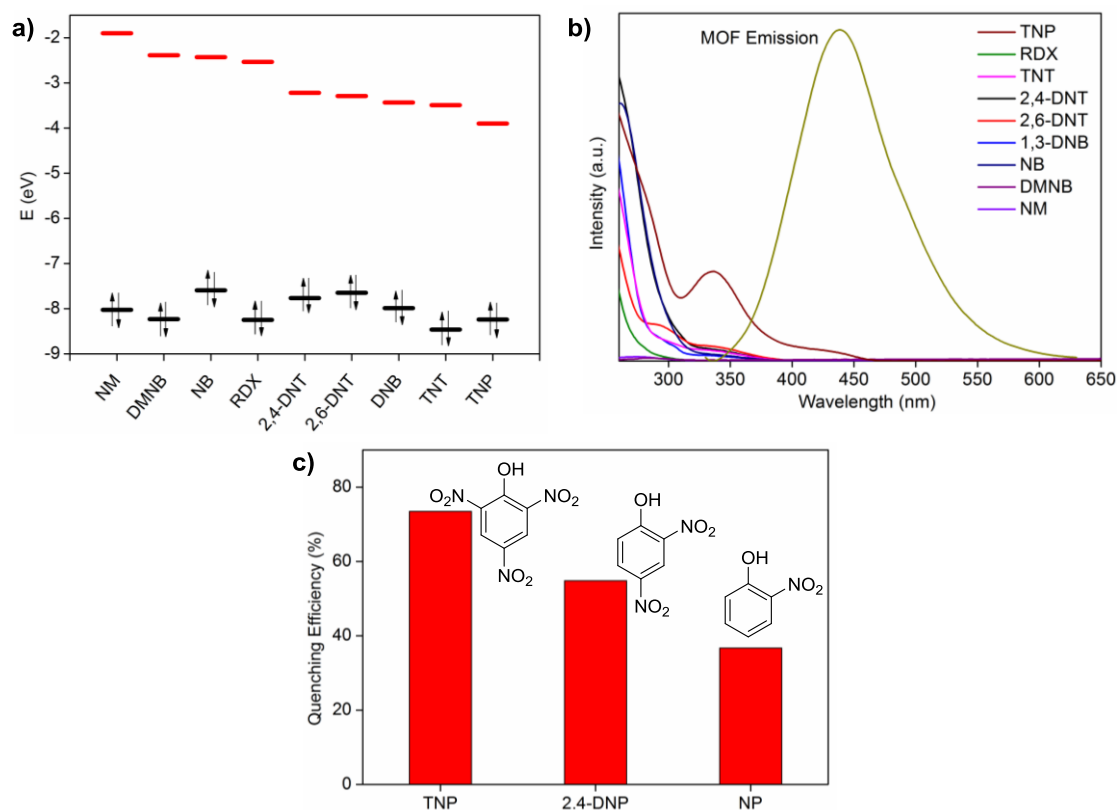 a)
E (eV)
-2
-3
-4
-5
-6
-7
-8
-9
NM
DMNB
NB
RDX
2,4-DNT
2,6-DNT
DNB
TNT
TNP
b)
MOF Emission
TNP
RDX
TNT
2,4-DNT
2,6-DNT
1,3-DNB
NB
DMNB
NM
Intensity (a.u.)
300 350 400 450 500 550 600 650
Wavelength (nm)
c)
Quenching Efficiency (%)
80
60
40
20
0
OH
O₂N
NO₂
NO₂
OH
NO₂
NO₂
OH
NO₂
TNP
2.4-DNP
NP